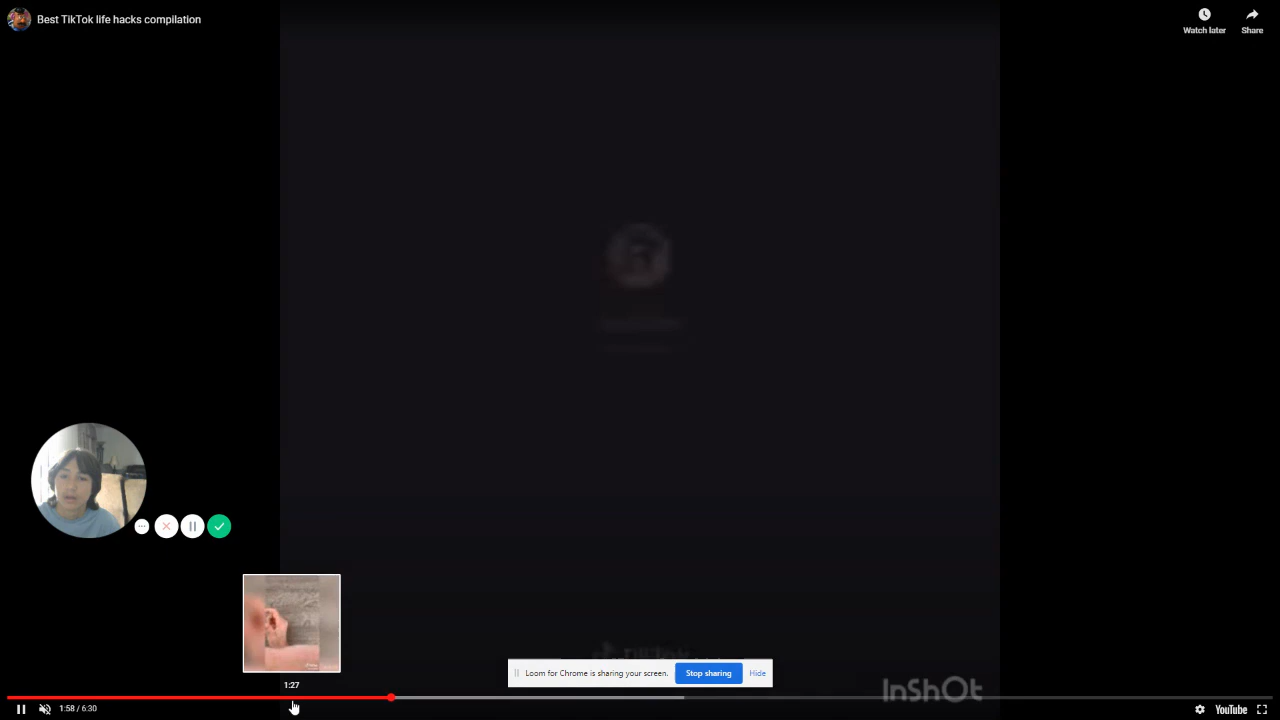 Best TikTok life hacks compilation
Watch later
Share
TIKTOK
1:27
Loom for Chrome is sharing your screen.
Stop sharing
Hide
InShOt
1:58 / 6:30
YouTube